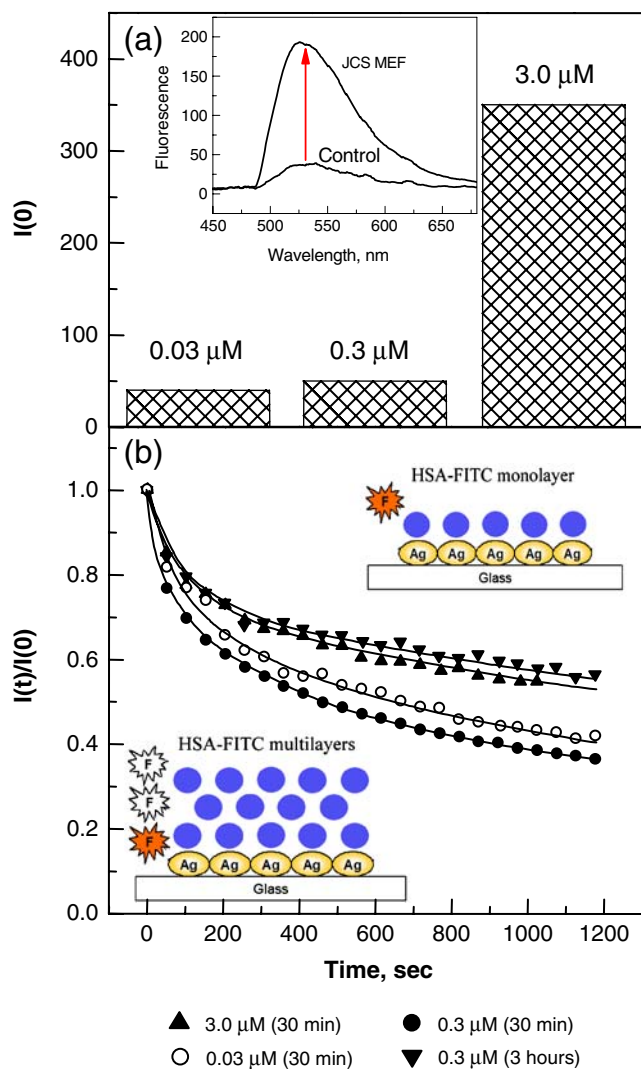 (a)
400
300
200
100
0
I(0)
200
150
100
50
0
Fluorescence
JCS MEF
Control
450 500 550 600 650
Wavelength, nm
3.0 μM
0.03 μM
0.3 μM
(b)
1.0
0.8
0.6
0.4
0.2
0.0
I(t)/I(0)
HSA-FITC monolayer
F
Ag Ag Ag Ag Ag
Glass
HSA-FITC multilayers
F
F
F
Ag Ag Ag Ag Ag
Glass
0 200 400 600 800 1000 1200
Time, sec
3.0 μM (30 min)
0.3 μM (30 min)
0.03 μM (30 min)
0.3 μM (3 hours)